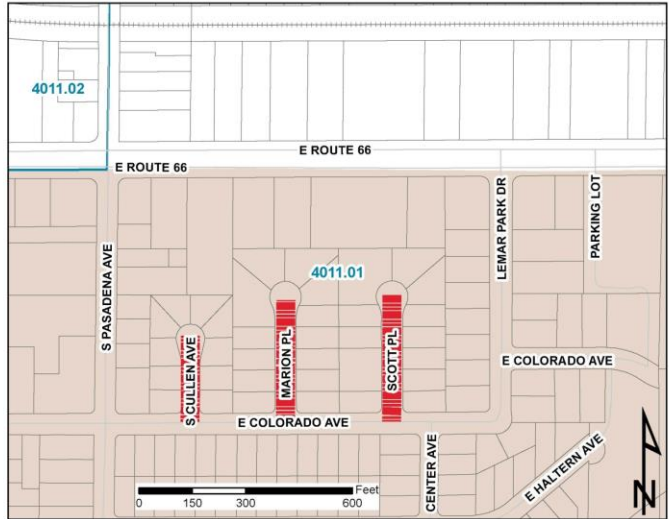 4011.02
E ROUTE 66
E ROUTE 66
S PASADENA AVE
LEMAR PARK DR
PARKING LOT
4011.01
S CULLEN AVE
MARION PL
SCOTT PL
E COLORADO AVE
E COLORADO AVE
CENTER AVE
E HALTERN AVE
Feet
0 150 300 600
N